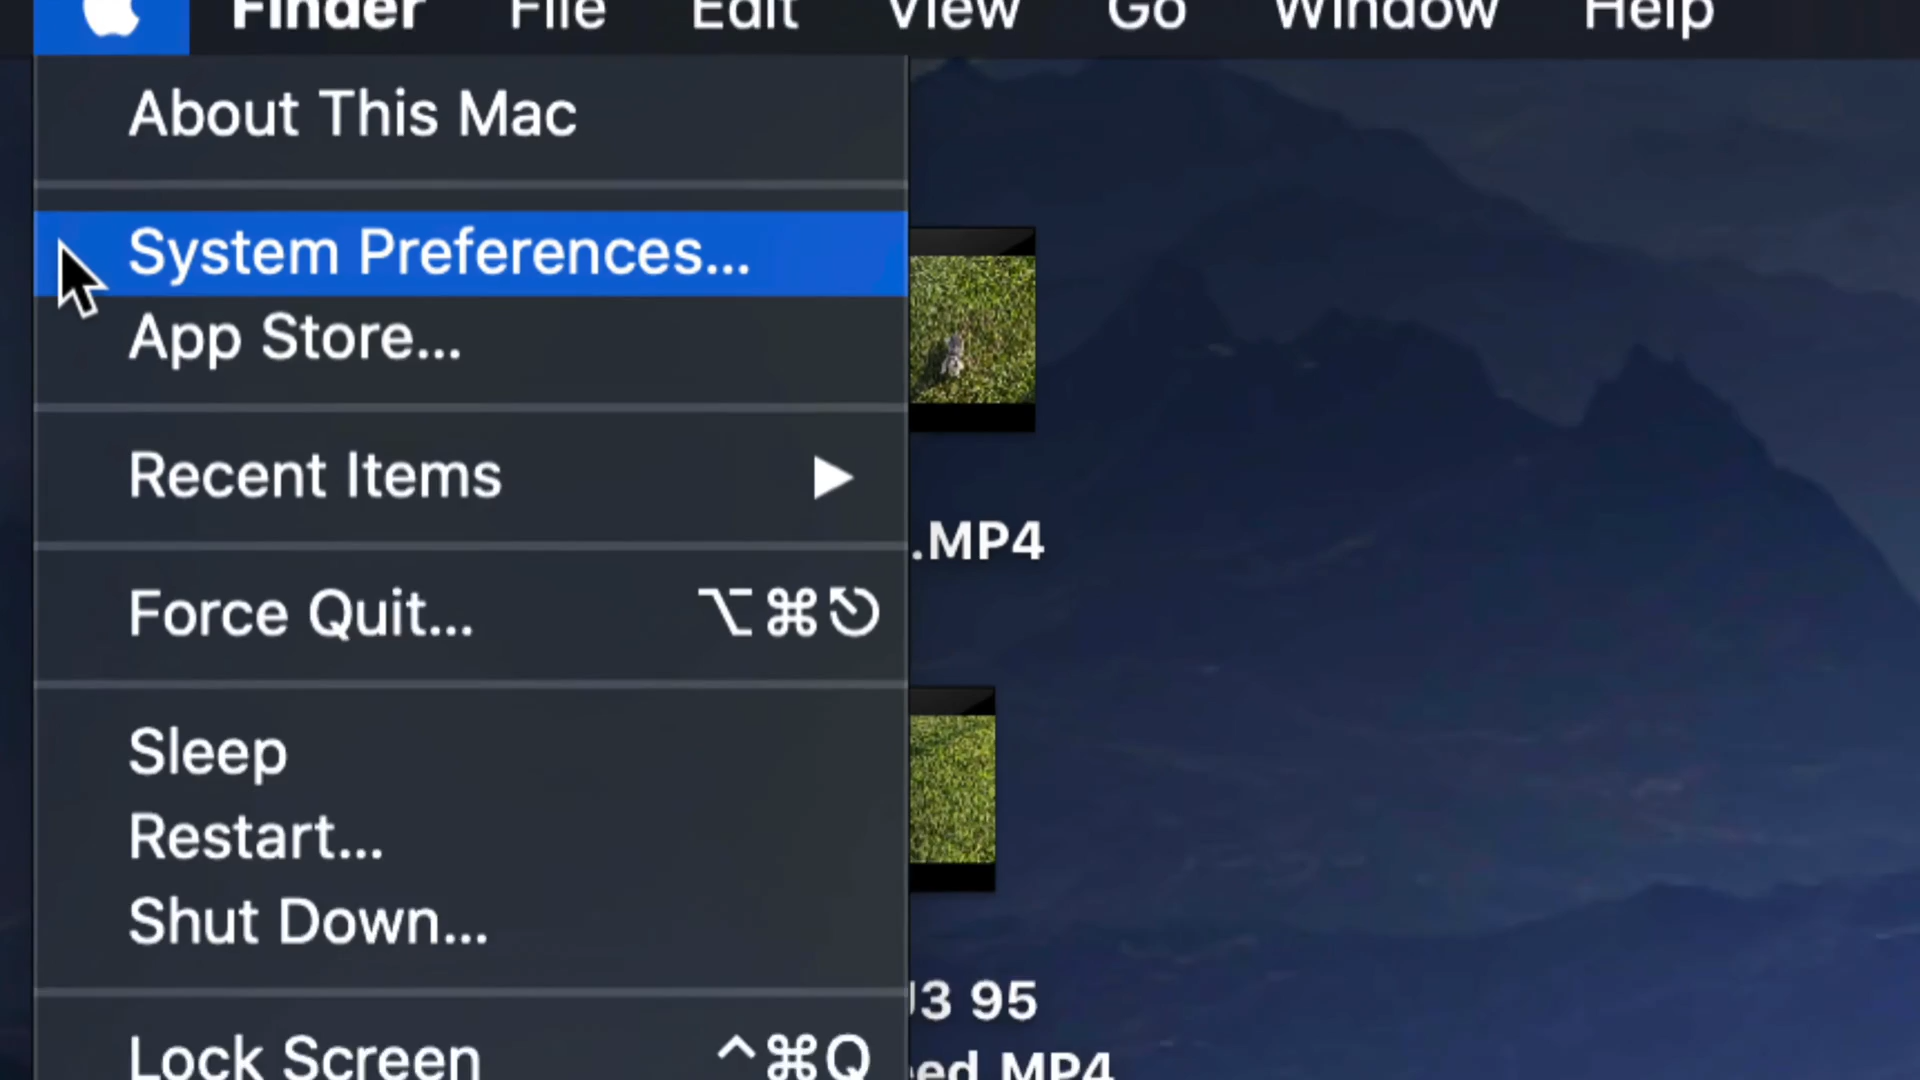 Finder File Edit View Go Window Help
About This Mac
System Preferences...
App Store...
Recent Items
.MP4
Force Quit... ⌥⌘⎋
Sleep
Restart...
Shut Down...
3 95
Lock Screen ^⌘Q
ed.MP4